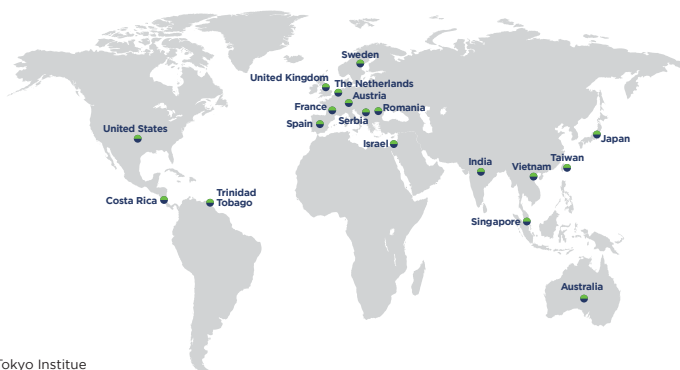 Sweden
United Kingdom
The Netherlands
Austria
France
Romania
Spain
Serbia
United States
Israel
Japan
India
Taiwan
Vietnam
Costa Rica
Trinidad
Tobago
Singapore
Australia
Tokyo Institue